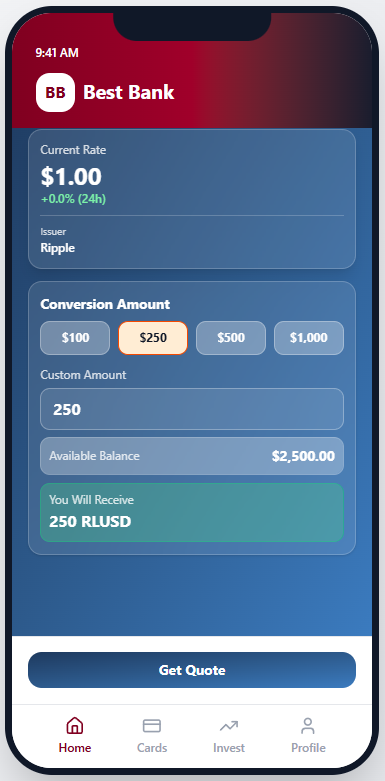 9:41 AM
BB Best Bank
Current Rate
$1.00
+0.0% (24h)
Issuer
Ripple
Conversion Amount
$100 $250 $500 $1,000
Custom Amount
250
Available Balance $2,500.00
You Will Receive
250 RLUSD
Get Quote
Home Cards Invest Profile